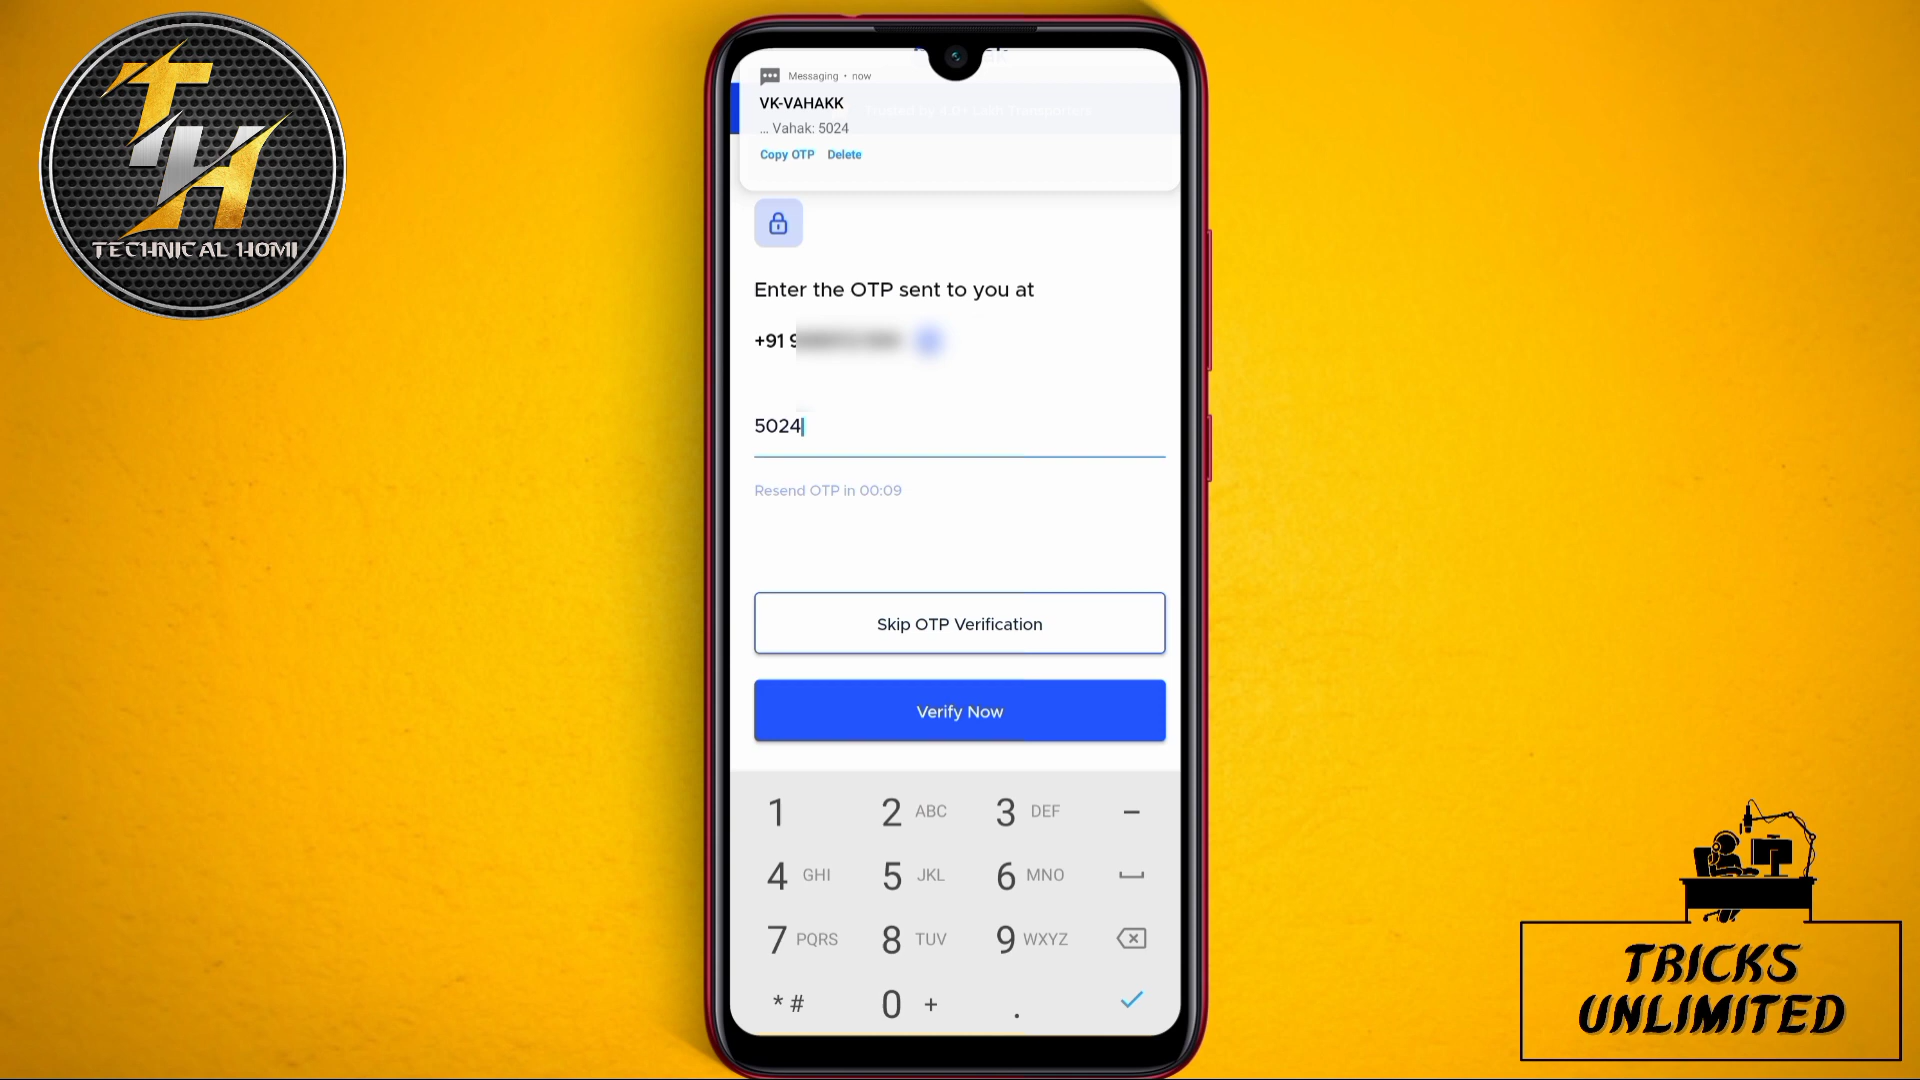 TH
TECHNICAL HOMI
Messaging • now
VK-VAHAKK
... Vahak: 5024
Copy OTP Delete
Enter the OTP sent to you at
+91 9
5024
Resend OTP in 00:09
Skip OTP Verification
Verify Now
1 2 ABC 3 DEF –
4 GHI 5 JKL 6 MNO
7 PQRS 8 TUV 9 WXYZ
* # 0 + .
TRICKS
UNLIMITED